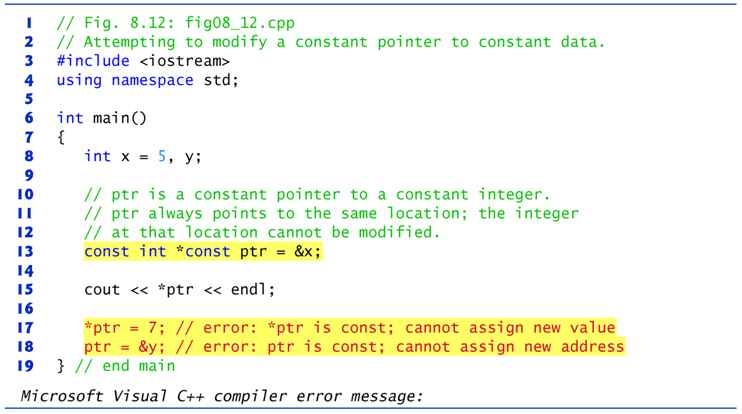 1 // Fig. 8.12: fig08_12.cpp
2 // Attempting to modify a constant pointer to constant data.
3 #include <iostream>
4 using namespace std;
5
6 int main()
7 {
8 int x = 5, y;
9
10 // ptr is a constant pointer to a constant integer.
11 // ptr always points to the same location; the integer
12 // at that location cannot be modified.
13 const int *const ptr = &x;
14
15 cout << *ptr << endl;
16
17 *ptr = 7; // error: *ptr is const; cannot assign new value
18 ptr = &y; // error: ptr is const; cannot assign new address
19 } // end main
Microsoft Visual C++ compiler error message: